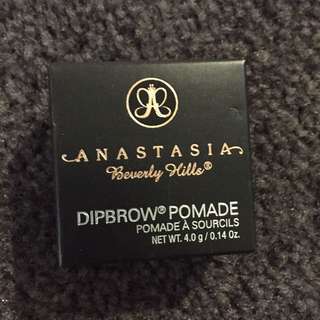 ANASTASIA
Beverly Hills®
DIPBROW® POMADE
POMADE À SOURCILS
NET WT. 4.0 g / 0.14 Oz.